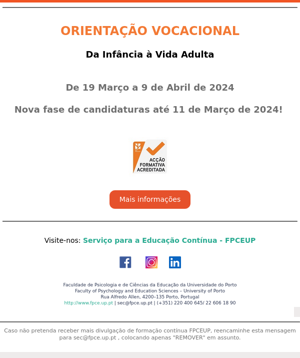 ORIENTAÇÃO VOCACIONAL
Da Infância à Vida Adulta
De 19 Março a 9 de Abril de 2024
Nova fase de candidaturas até 11 de Março de 2024!
ACÇÃO
FORMATIVA
ACREDITADA
Mais informações
Visite-nos: Serviço para a Educação Contínua - FPCEUP
Faculdade de Psicologia e de Ciências da Educação da Universidade do Porto
Faculty of Psychology and Education Sciences – University of Porto
Rua Alfredo Allen, 4200–135 Porto, Portugal
http://www.fpce.up.pt | sec@fpce.up.pt | (+351) 220 400 645/ 22 606 18 90
Caso não pretenda receber mais divulgação de formação contínua FPCEUP, reencaminhe esta mensagem
para sec@fpce.up.pt , colocando apenas "REMOVER" em assunto.